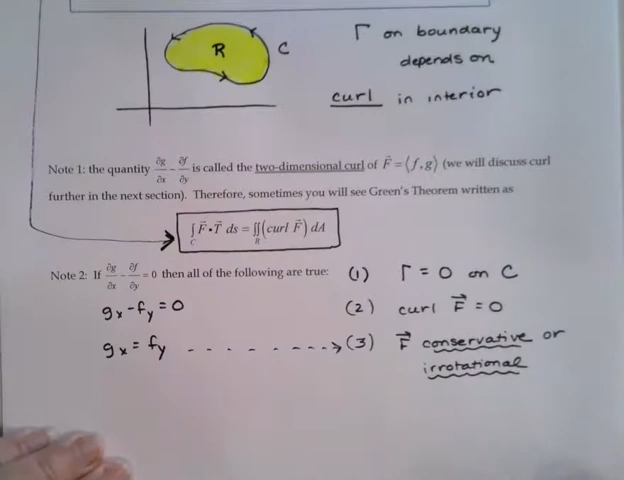 Γ on boundary
R C depends on
curl in interior
Note 1: the quantity ∂g/∂x − ∂f/∂y is called the two-dimensional curl of F⃗ = ⟨f, g⟩ (we will discuss curl
further in the next section). Therefore, sometimes you will see Green's Theorem written as
∫_C F⃗ • T⃗ ds = ∬_R (curl F⃗) dA
Note 2: If ∂g/∂x − ∂f/∂y = 0 then all of the following are true: (1) Γ = 0 on C
gx - fy = 0 (2) curl F⃗ = 0
gx = fy - - - - - - - - -> (3) F⃗ conservative or
irrotational